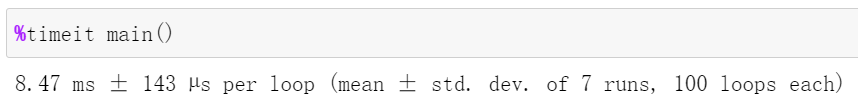 %timeit main()
8.47 ms ± 143 µs per loop (mean ± std. dev. of 7 runs, 100 loops each)